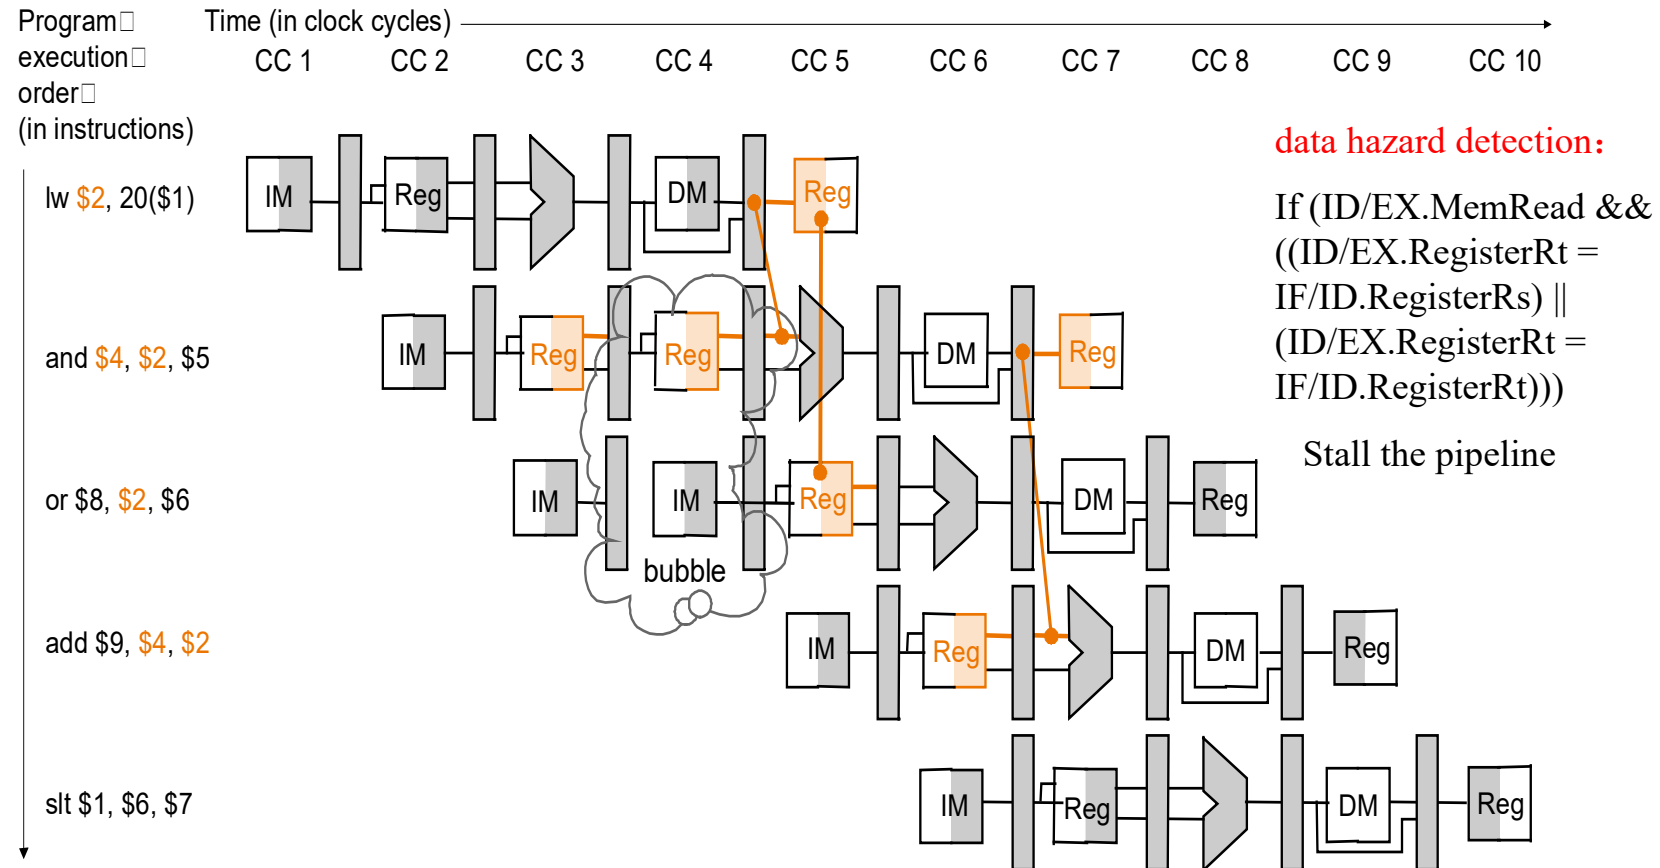 Program
execution
order
(in instructions)
Time (in clock cycles)
CC 1 CC 2 CC 3 CC 4 CC 5 CC 6 CC 7 CC 8 CC 9 CC 10
data hazard detection：
If (ID/EX.MemRead &&
((ID/EX.RegisterRt =
IF/ID.RegisterRs) ||
(ID/EX.RegisterRt =
IF/ID.RegisterRt)))
Stall the pipeline
lw $2, 20($1)
IM Reg DM Reg
and $4, $2, $5
IM Reg Reg DM Reg
or $8, $2, $6
IM IM Reg DM Reg
bubble
add $9, $4, $2
IM Reg DM Reg
slt $1, $6, $7
IM Reg DM Reg